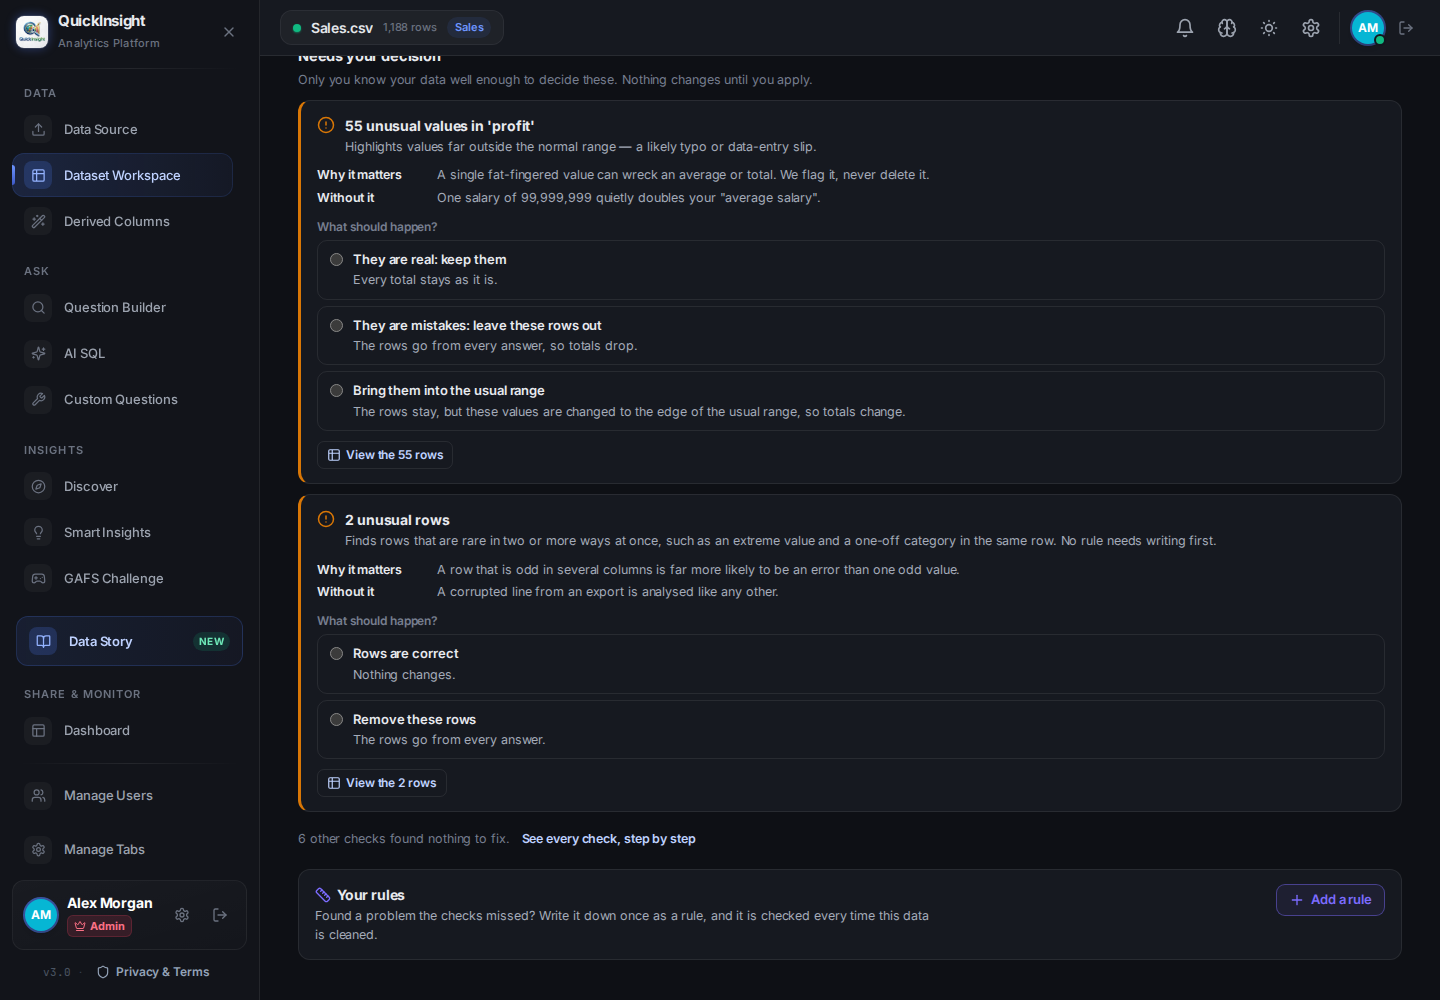 QuickInsight
Analytics Platform
DATA
Data Source
Dataset Workspace
Derived Columns
ASK
Question Builder
AI SQL
Custom Questions
INSIGHTS
Discover
Smart Insights
GAFS Challenge
Data Story NEW
SHARE & MONITOR
Dashboard
Manage Users
Manage Tabs
AM Alex Morgan
Admin
v3.0 · Privacy & Terms
Sales.csv 1,188 rows Sales
AM
Needs your decision
Only you know your data well enough to decide these. Nothing changes until you apply.
55 unusual values in 'profit'
Highlights values far outside the normal range — a likely typo or data-entry slip.
Why it matters A single fat-fingered value can wreck an average or total. We flag it, never delete it.
Without it One salary of 99,999,999 quietly doubles your "average salary".
What should happen?
They are real: keep them
Every total stays as it is.
They are mistakes: leave these rows out
The rows go from every answer, so totals drop.
Bring them into the usual range
The rows stay, but these values are changed to the edge of the usual range, so totals change.
View the 55 rows
2 unusual rows
Finds rows that are rare in two or more ways at once, such as an extreme value and a one-off category in the same row. No rule needs writing first.
Why it matters A row that is odd in several columns is far more likely to be an error than one odd value.
Without it A corrupted line from an export is analysed like any other.
What should happen?
Rows are correct
Nothing changes.
Remove these rows
The rows go from every answer.
View the 2 rows
6 other checks found nothing to fix. See every check, step by step
Your rules
Found a problem the checks missed? Write it down once as a rule, and it is checked every time this data
is cleaned.
Add a rule